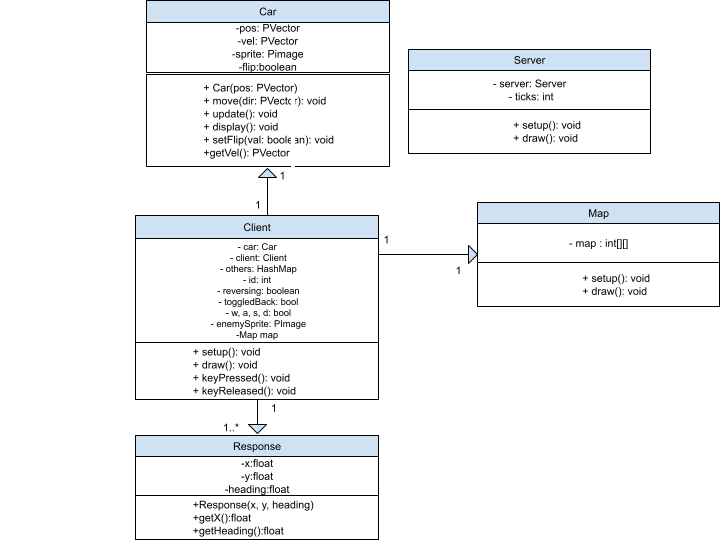 Car
-pos: PVector
-vel: PVector
-sprite: Pimage
-flip:boolean
+ Car(pos: PVector)
+ move(dir: PVector): void
+ update(): void
+ display(): void
+ setFlip(val: boolean): void
+getVel(): PVector
Server
- server: Server
- ticks: int
+ setup(): void
+ draw(): void
1
1
Client
- car: Car
- client: Client
- others: HashMap
- id: int
- reversing: boolean
- toggledBack: bool
- w, a, s, d: bool
- enemySprite: PImage
-Map map
+ setup(): void
+ draw(): void
+ keyPressed(): void
+ keyReleased(): void
1
1
Map
- map : int[][]
+ setup(): void
+ draw(): void
1
1..*
Response
-x:float
-y:float
-heading:float
+Response(x, y, heading)
+getX():float
+getHeading():float